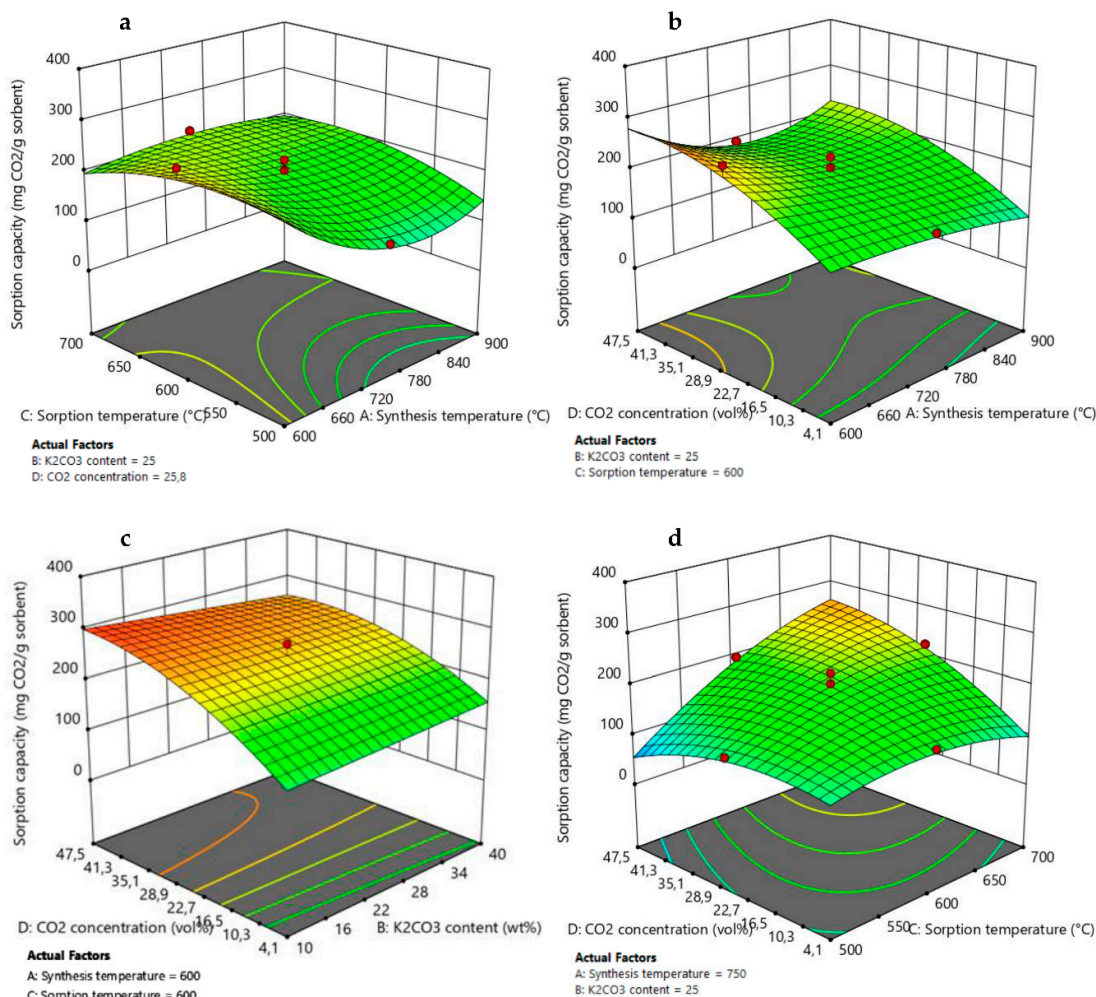 a
Sorption capacity (mg CO2/g sorbent)
400
300
200
100
0
700
650
600
550
500
600
660
720
780
840
900
C: Sorption temperature (°C)
A: Synthesis temperature (°C)
Actual Factors
B: K2CO3 content = 25
D: CO2 concentration = 25,8
b
Sorption capacity (mg CO2/g sorbent)
400
300
200
100
0
47,5
41,3
35,1
28,9
22,7
16,5
10,3
4,1
600
660
720
780
840
900
D: CO2 concentration (vol%)
A: Synthesis temperature (°C)
Actual Factors
B: K2CO3 content = 25
C: Sorption temperature = 600
c
Sorption capacity (mg CO2/g sorbent)
400
300
200
100
0
47,5
41,3
35,1
28,9
22,7
16,5
10,3
4,1
10
16
22
28
34
40
D: CO2 concentration (vol%)
B: K2CO3 content (wt%)
Actual Factors
A: Synthesis temperature = 600
C: Sorption temperature = 600
d
Sorption capacity (mg CO2/g sorbent)
400
300
200
100
0
47,5
41,3
35,1
28,9
22,7
16,5
10,3
4,1
500
550
600
650
700
D: CO2 concentration (vol%)
C: Sorption temperature (°C)
Actual Factors
A: Synthesis temperature = 750
B: K2CO3 content = 25